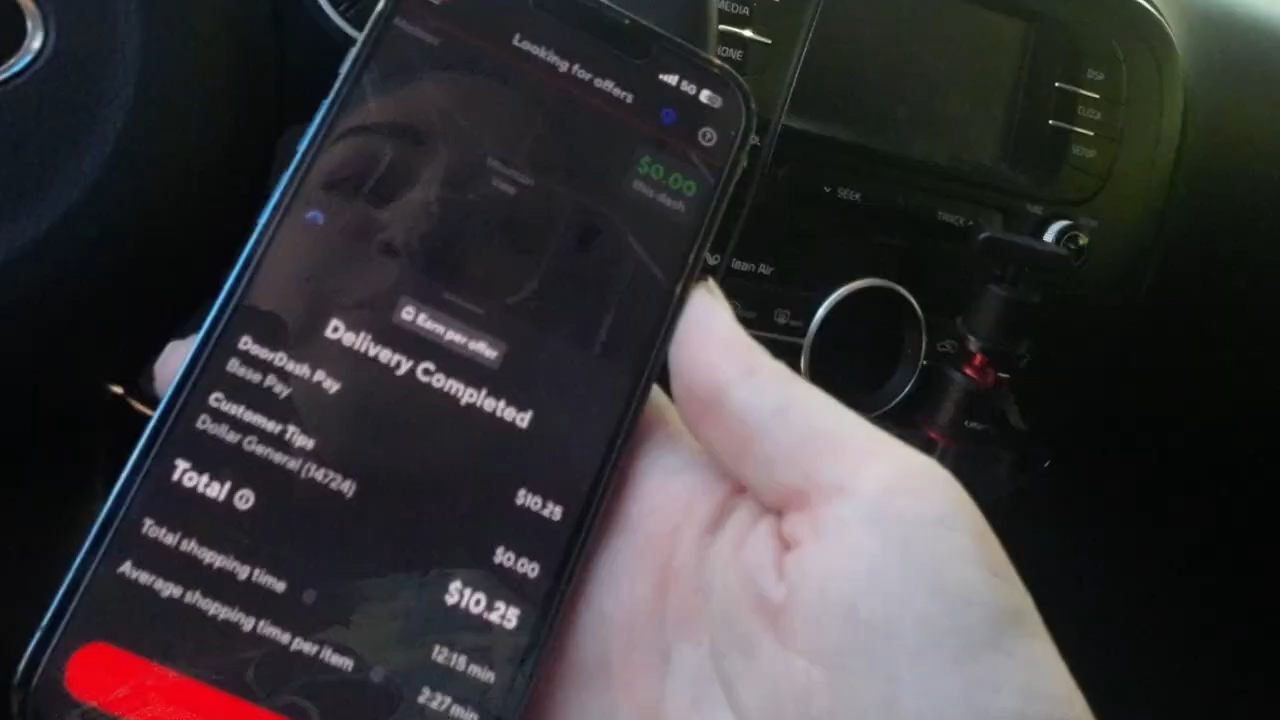 Looking for offers
5G
$0.00
this dash
Earn per offer
Delivery Completed
DoorDash Pay
Base Pay
$10.25
Customer Tips
Dollar General (14724)
$0.00
Total
$10.25
Total shopping time
12:15 min
Average shopping time per item
2:27 min
MEDIA
DISP
CLOCK
SETUP
SEEK
TRACK